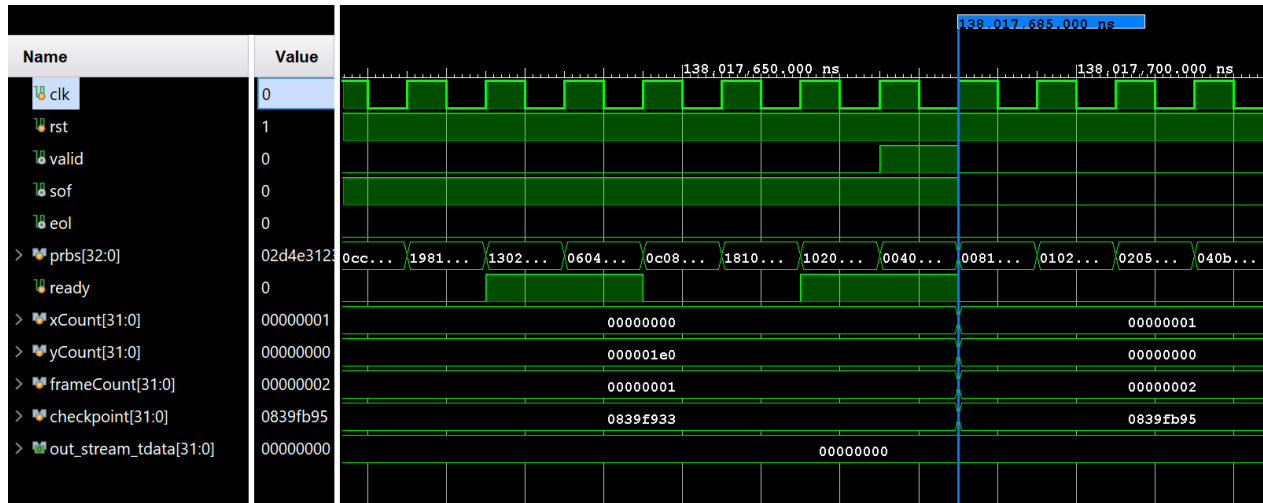 138,017,685.000 ns
Name Value
138,017,650.000 ns 138,017,700.000 ns
clk 0
rst 1
valid 0
sof 0
eol 0
prbs[32:0] 02d4e3123 0cc... 1981... 1302... 0604... 0c08... 1810... 1020... 0040... 0081... 0102... 0205... 040b...
ready 0
xCount[31:0] 00000001 00000000 00000001
yCount[31:0] 00000000 000001e0 00000000
frameCount[31:0] 00000002 00000001 00000002
checkpoint[31:0] 0839fb95 0839f933 0839fb95
out_stream_tdata[31:0] 00000000 00000000